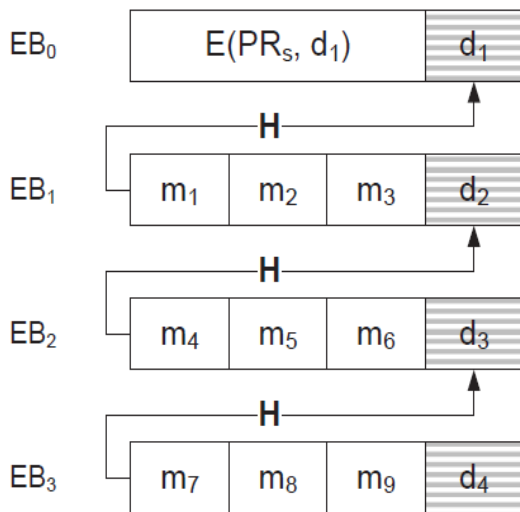 EB₀ E(PRₛ, d₁) d₁
H
EB₁ m₁ m₂ m₃ d₂
H
EB₂ m₄ m₅ m₆ d₃
H
EB₃ m₇ m₈ m₉ d₄